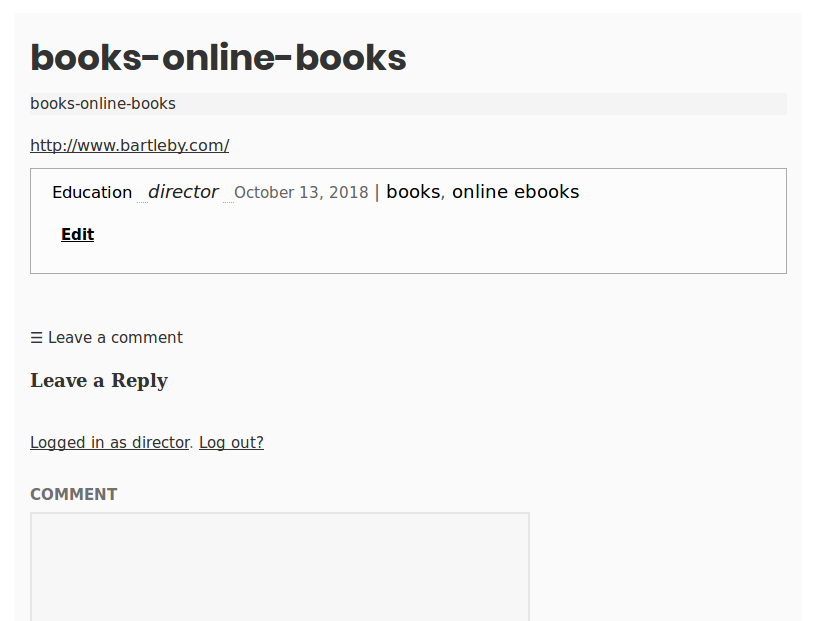 books-online-books
books-online-books
http://www.bartleby.com/
Education director October 13, 2018 | books, online ebooks
Edit
☰ Leave a comment
Leave a Reply
Logged in as director. Log out?
COMMENT